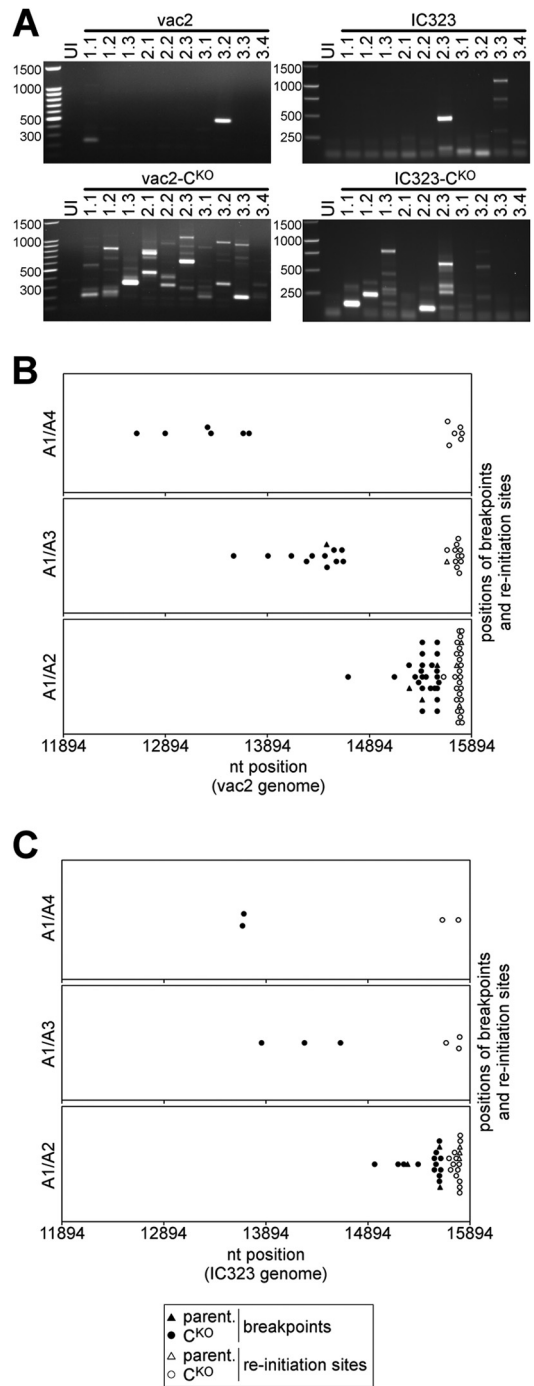 A
vac2
IC323
UI 1.1 1.2 1.3 2.1 2.2 2.3 3.1 3.2 3.3 3.4
UI 1.1 1.2 1.3 2.1 2.2 2.3 3.1 3.2 3.3 3.4
1500
1000
500
300
1500
1000
500
250
vac2-CKO
IC323-CKO
UI 1.1 1.2 1.3 2.1 2.2 2.3 3.1 3.2 3.3 3.4
UI 1.1 1.2 1.3 2.1 2.2 2.3 3.1 3.2 3.3 3.4
1500
1000
500
300
1500
1000
500
250
B
A1/A4
A1/A3
A1/A2
positions of breakpoints
and re-initiation sites
11894 12894 13894 14894 15894
nt position
(vac2 genome)
C
A1/A4
A1/A3
A1/A2
positions of breakpoints
and re-initiation sites
11894 12894 13894 14894 15894
nt position
(IC323 genome)
▲ parent.
● CKO
breakpoints
△ parent.
○ CKO
re-initiation sites